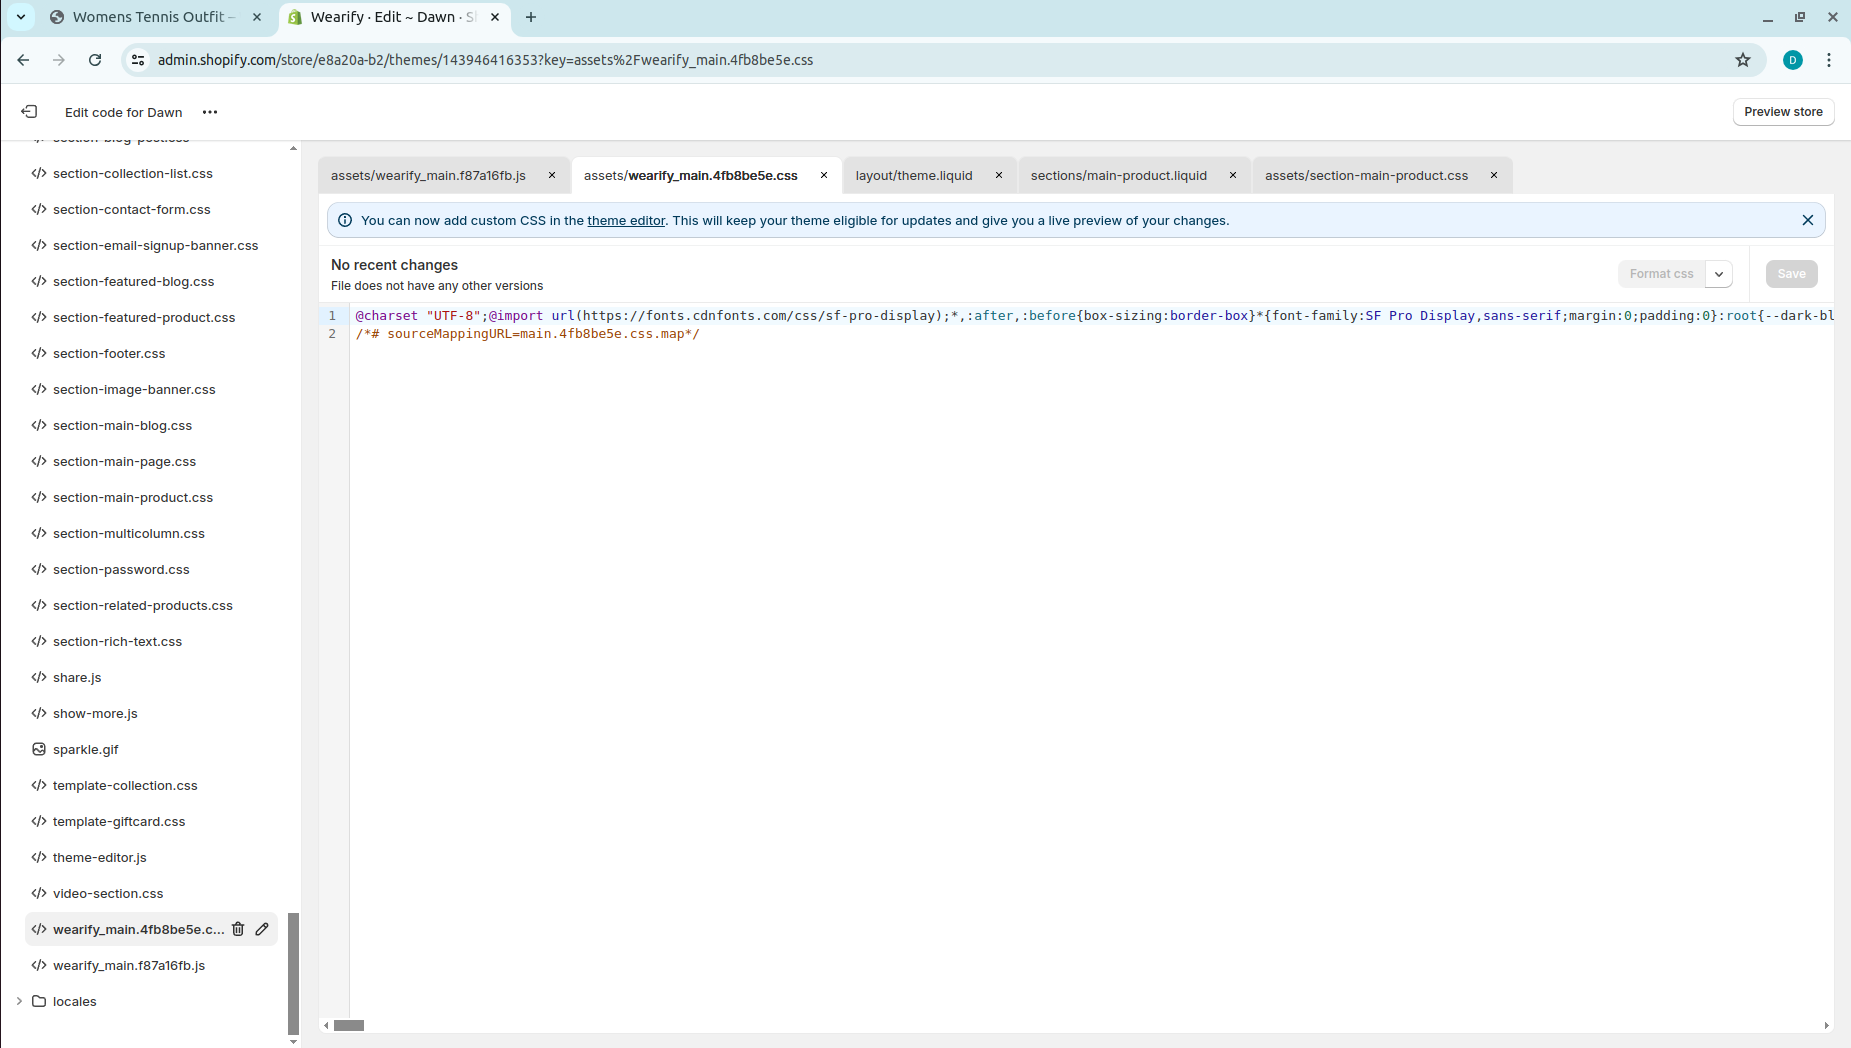 Womens Tennis Outfit –
Wearify · Edit ~ Dawn · S
admin.shopify.com/store/e8a20a-b2/themes/143946416353?key=assets%2Fwearify_main.4fb8be5e.css
D
Edit code for Dawn
Preview store
section-blog-post.css
section-collection-list.css
section-contact-form.css
section-email-signup-banner.css
section-featured-blog.css
section-featured-product.css
section-footer.css
section-image-banner.css
section-main-blog.css
section-main-page.css
section-main-product.css
section-multicolumn.css
section-password.css
section-related-products.css
section-rich-text.css
share.js
show-more.js
sparkle.gif
template-collection.css
template-giftcard.css
theme-editor.js
video-section.css
wearify_main.4fb8be5e.c...
wearify_main.f87a16fb.js
locales
assets/wearify_main.f87a16fb.js
assets/wearify_main.4fb8be5e.css
layout/theme.liquid
sections/main-product.liquid
assets/section-main-product.css
You can now add custom CSS in the theme editor. This will keep your theme eligible for updates and give you a live preview of your changes.
No recent changes
File does not have any other versions
Format css
Save
1 @charset "UTF-8";@import url(https://fonts.cdnfonts.com/css/sf-pro-display);*,:after,:before{box-sizing:border-box}*{font-family:SF Pro Display,sans-serif;margin:0;padding:0}:root{--dark-bl
2 /*# sourceMappingURL=main.4fb8be5e.css.map*/